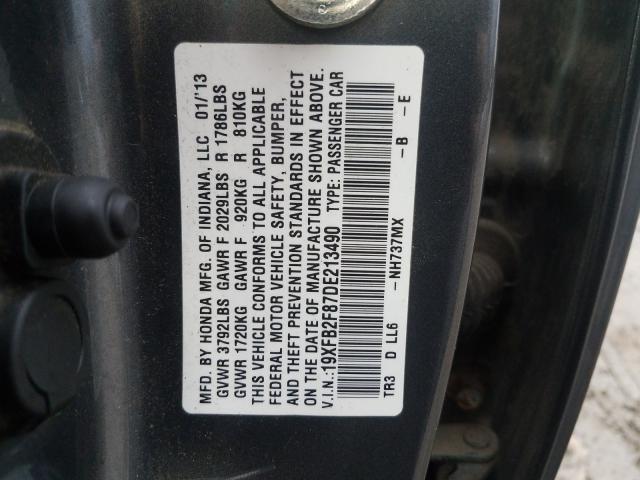 MFD. BY HONDA MFG. OF INDIANA, LLC 01/'13
GVWR 3792LBS GAWR F 2029LBS R 1786LBS
GVWR 1720KG GAWR F 920KG R 810KG
THIS VEHICLE CONFORMS TO ALL APPLICABLE
FEDERAL MOTOR VEHICLE SAFETY, BUMPER,
AND THEFT PREVENTION STANDARDS IN EFFECT
ON THE DATE OF MANUFACTURE SHOWN ABOVE.
V.I.N.:19XFB2F87DE213490 TYPE: PASSENGER CAR
TR3 D LL6 -NH737MX -B -E